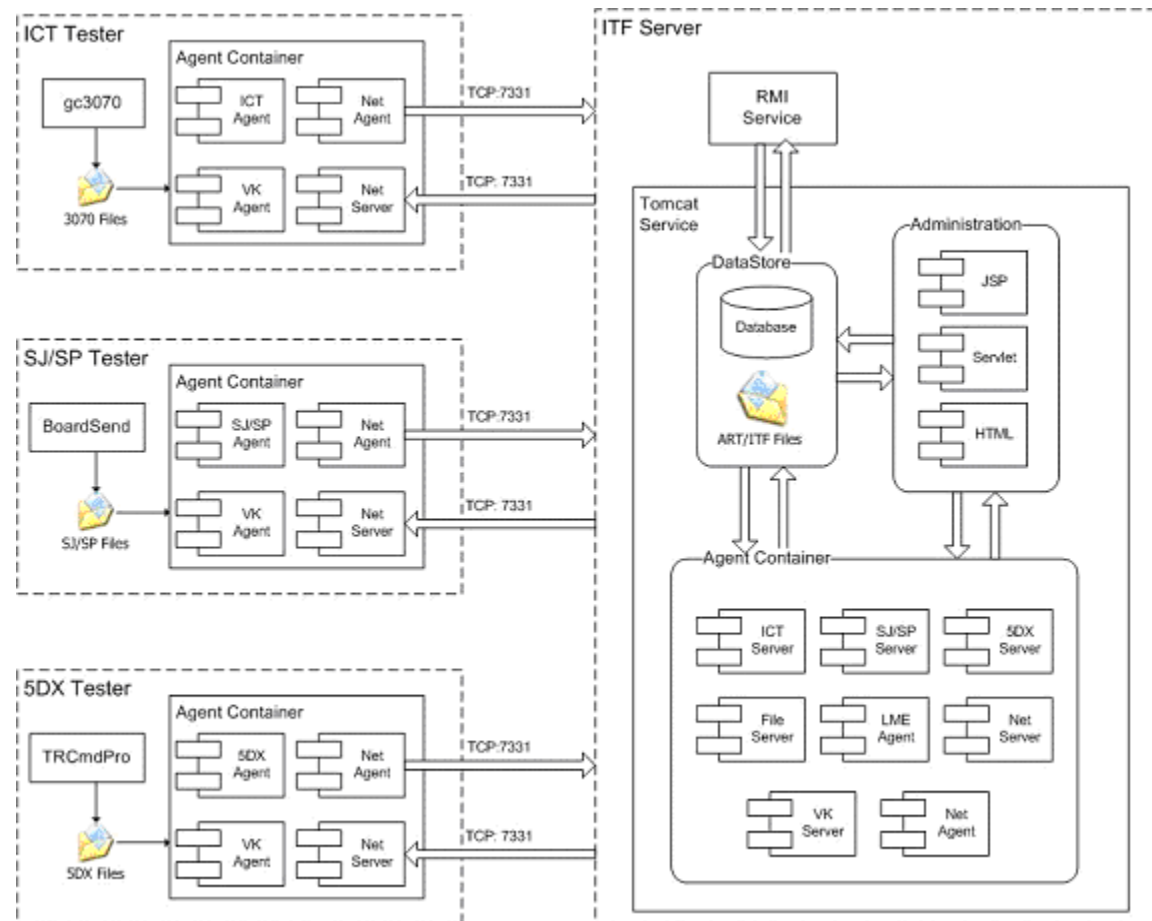 ICT Tester
Agent Container
gc3070
3070 Files
ICT
Agent
Net
Agent
VK
Agent
Net
Server
TCP:7331
TCP: 7331
SJ/SP Tester
Agent Container
BoardSend
SJ/SP Files
SJ/SP
Agent
Net
Agent
VK
Agent
Net
Server
TCP:7331
TCP: 7331
5DX Tester
Agent Container
TRCmdPro
5DX Files
5DX
Agent
Net
Agent
VK
Agent
Net
Server
TCP:7331
TCP: 7331
ITF Server
RMI
Service
Tomcat
Service
DataStore
Database
ART/ITF Files
Administration
JSP
Servlet
HTML
Agent Container
ICT
Server
SJ/SP
Server
5DX
Server
File
Server
LME
Agent
Net
Server
VK
Server
Net
Agent